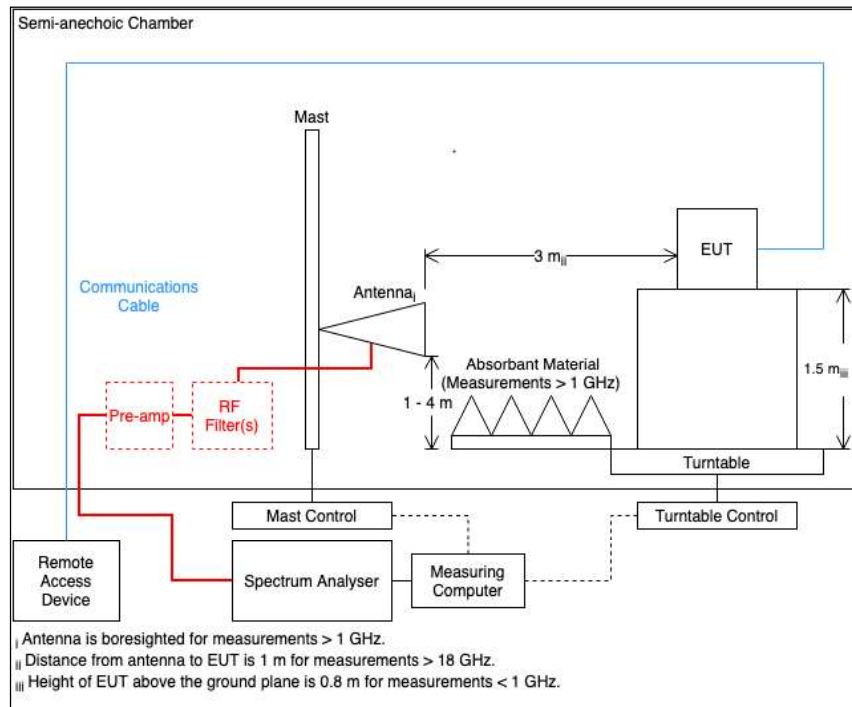 Semi-anechoic Chamber
Mast
3 m ii
EUT
Communications
Cable
Antenna i
Absorbant Material
(Measurements > 1 GHz)
1.5 m iii
1 - 4 m
Pre-amp
RF
Filter(s)
Turntable
Mast Control
Turntable Control
Remote
Access
Device
Spectrum Analyser
Measuring
Computer
i Antenna is boresighted for measurements > 1 GHz.
ii Distance from antenna to EUT is 1 m for measurements > 18 GHz.
iii Height of EUT above the ground plane is 0.8 m for measurements < 1 GHz.